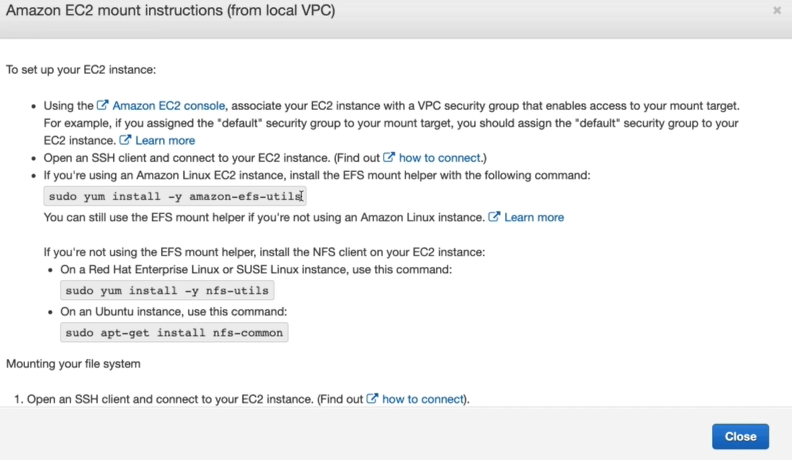 Amazon EC2 mount instructions (from local VPC)
To set up your EC2 instance:
Using the Amazon EC2 console, associate your EC2 instance with a VPC security group that enables access to your mount target.
For example, if you assigned the "default" security group to your mount target, you should assign the "default" security group to your
EC2 instance. Learn more
Open an SSH client and connect to your EC2 instance. (Find out how to connect.)
If you're using an Amazon Linux EC2 instance, install the EFS mount helper with the following command:
sudo yum install -y amazon-efs-utils
You can still use the EFS mount helper if you're not using an Amazon Linux instance. Learn more
If you're not using the EFS mount helper, install the NFS client on your EC2 instance:
On a Red Hat Enterprise Linux or SUSE Linux instance, use this command:
sudo yum install -y nfs-utils
On an Ubuntu instance, use this command:
sudo apt-get install nfs-common
Mounting your file system
1. Open an SSH client and connect to your EC2 instance. (Find out how to connect).
Close